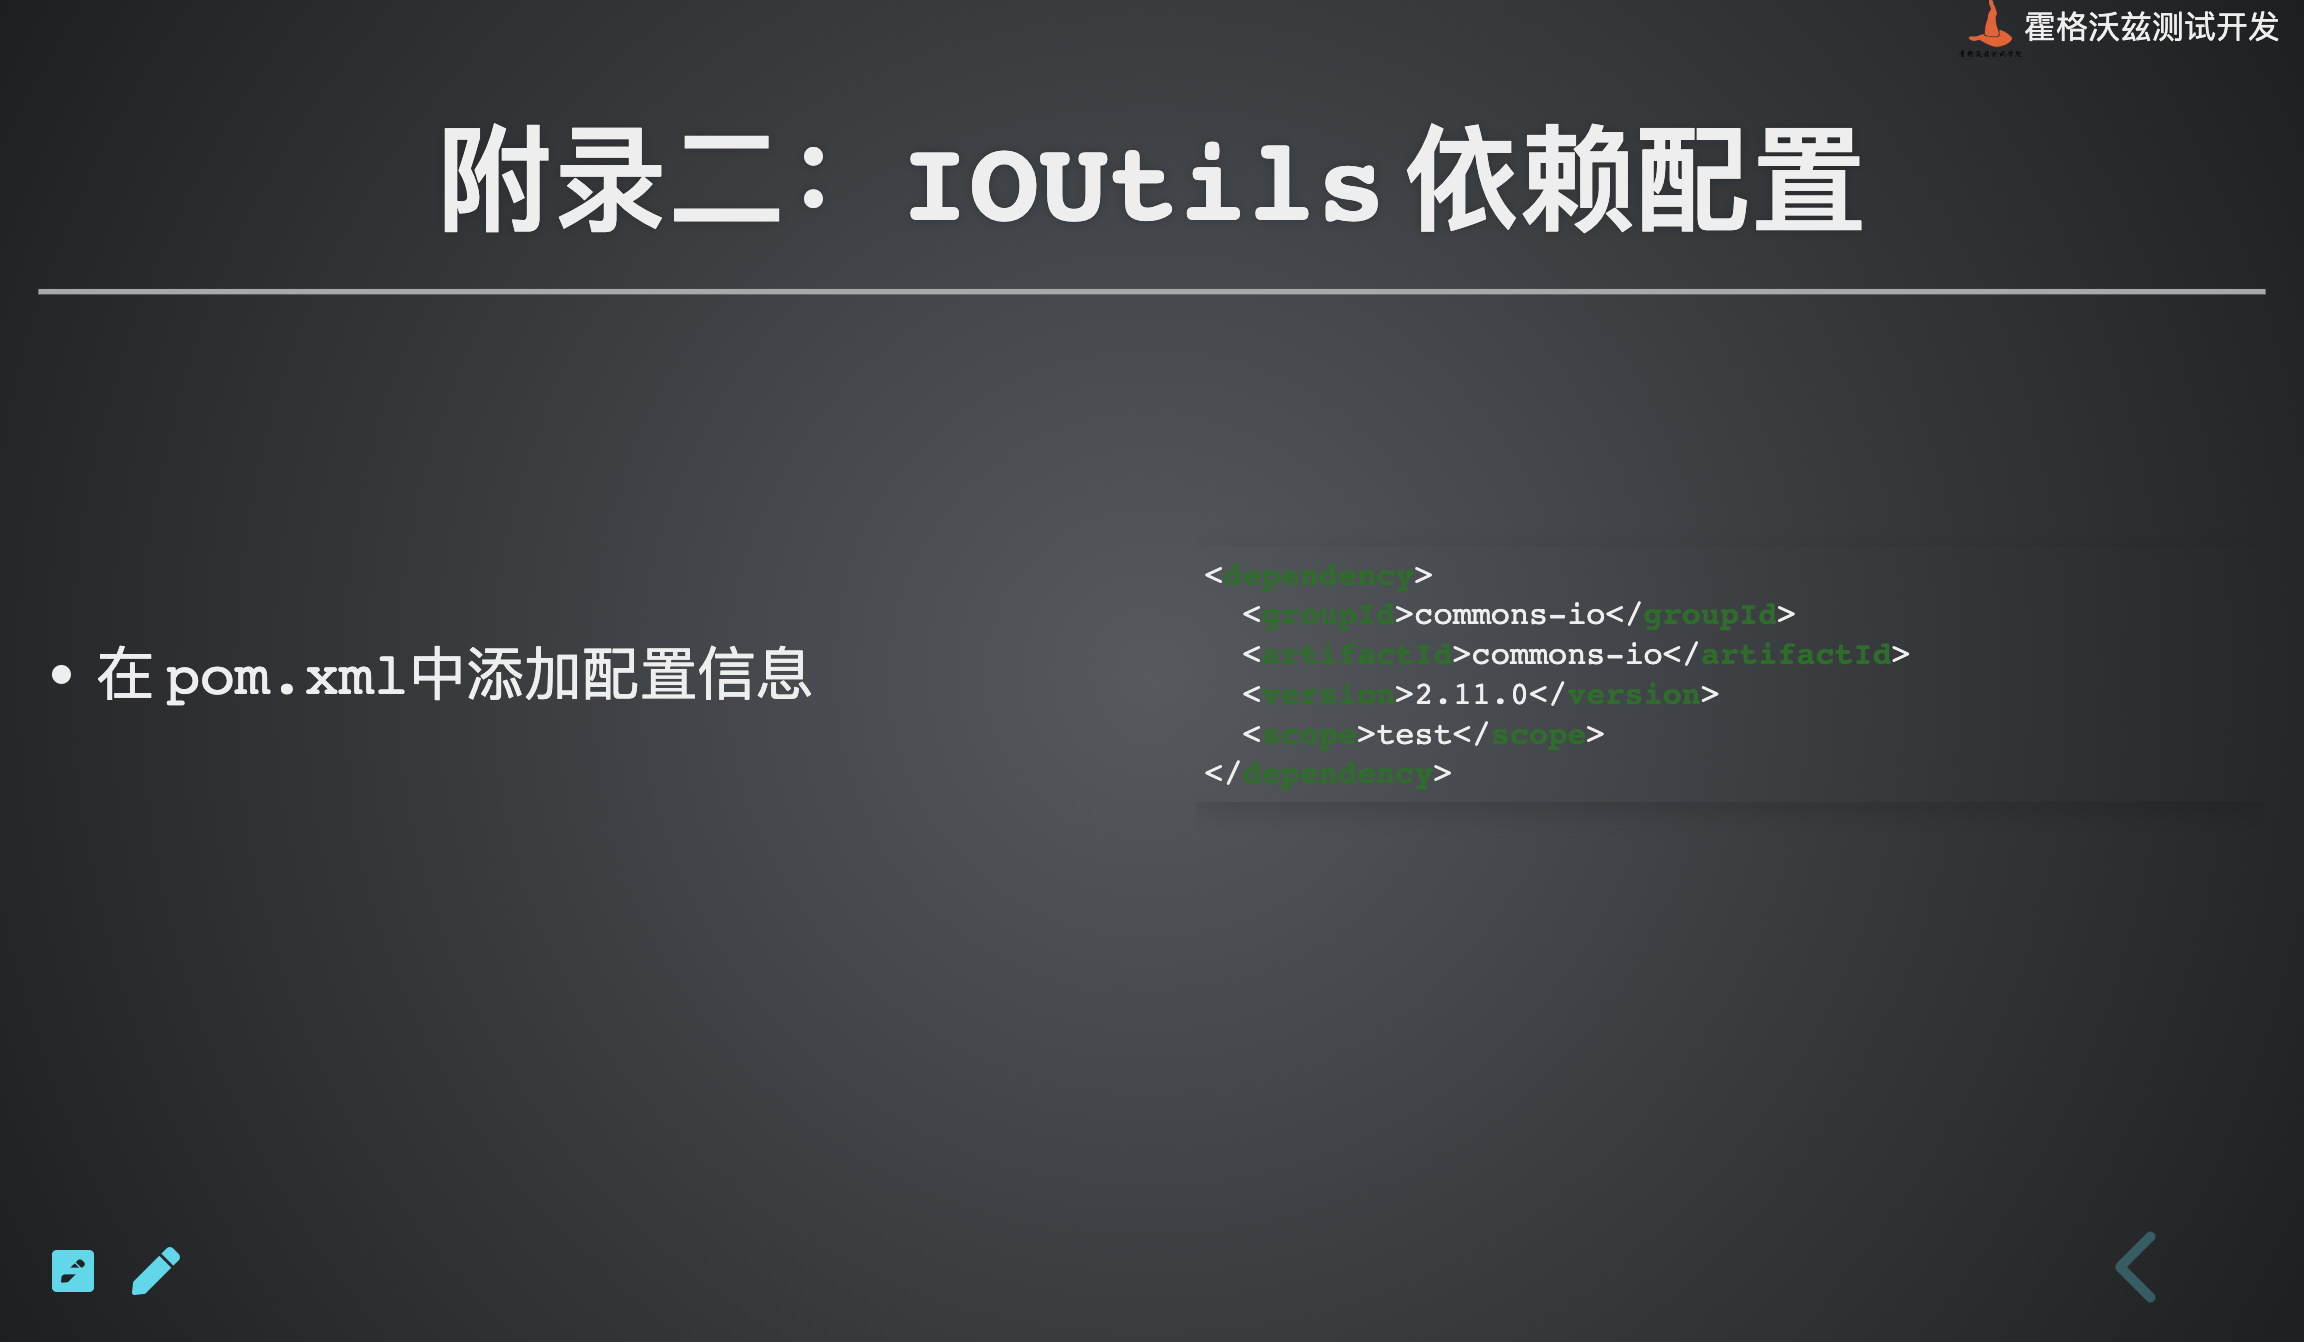 霍格沃兹测试开发
附录二：IOUtils 依赖配置
• 在 pom.xml中添加配置信息
<dependency>
  <groupId>commons-io</groupId>
  <artifactId>commons-io</artifactId>
  <version>2.11.0</version>
  <scope>test</scope>
</dependency>